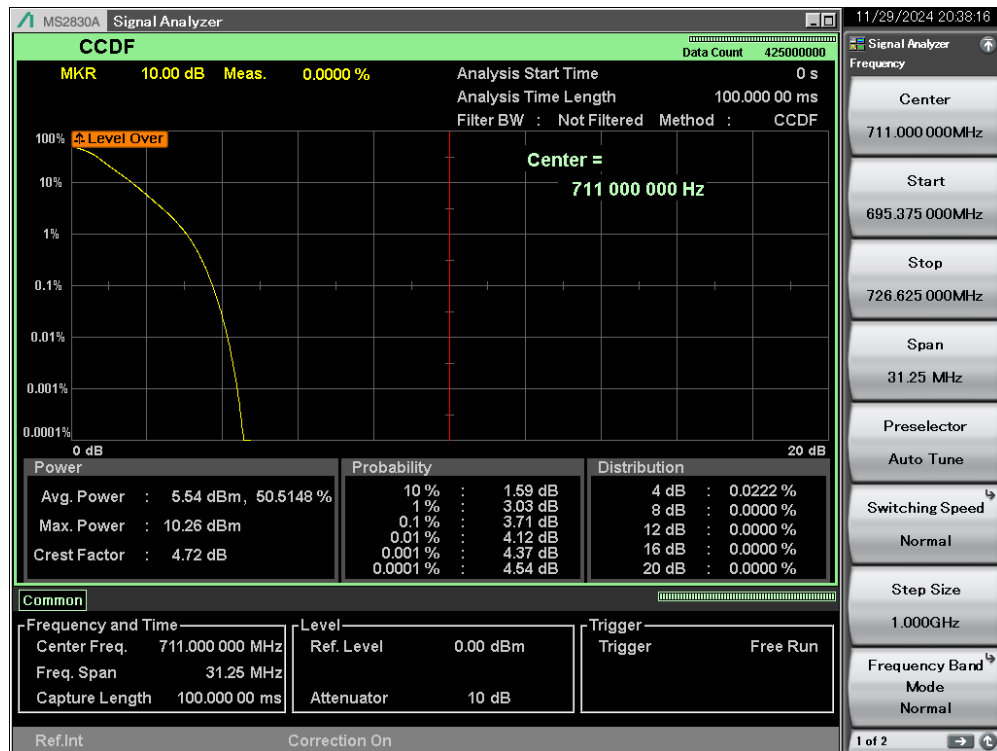 MS2830A Signal Analyzer
11/29/2024 20:38:16
CCDF
Data Count 425000000
MKR 10.00 dB Meas. 0.0000 %
Analysis Start Time 0 s
Analysis Time Length 100.000 00 ms
Filter BW : Not Filtered Method : CCDF
100%
Level Over
10%
1%
0.1%
0.01%
0.001%
0.0001%
Center =
711 000 000 Hz
0 dB 20 dB
Power
Avg. Power : 5.54 dBm, 50.5148 %
Max. Power : 10.26 dBm
Crest Factor : 4.72 dB
Probability
10 % : 1.59 dB
1 % : 3.03 dB
0.1 % : 3.71 dB
0.01 % : 4.12 dB
0.001 % : 4.37 dB
0.0001 % : 4.54 dB
Distribution
4 dB : 0.0222 %
8 dB : 0.0000 %
12 dB : 0.0000 %
16 dB : 0.0000 %
20 dB : 0.0000 %
Common
Frequency and Time
Center Freq. 711.000 000 MHz
Freq. Span 31.25 MHz
Capture Length 100.000 00 ms
Level
Ref. Level 0.00 dBm
Attenuator 10 dB
Trigger
Trigger Free Run
Ref.Int Correction On
Signal Analyzer
Frequency
Center
711.000 000MHz
Start
695.375 000MHz
Stop
726.625 000MHz
Span
31.25 MHz
Preselector
Auto Tune
Switching Speed
Normal
Step Size
1.000GHz
Frequency Band
Mode
Normal
1 of 2